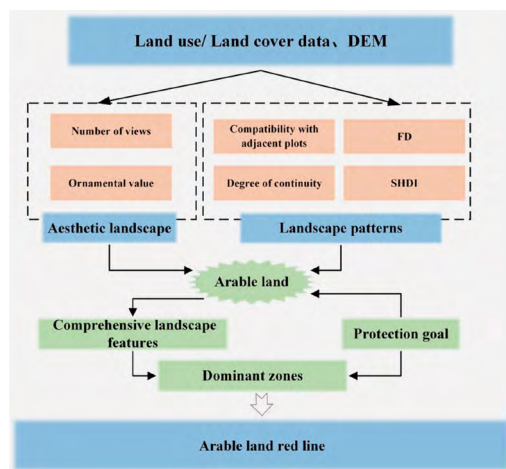 Land use/ Land cover data、DEM
Number of views
Ornamental value
Aesthetic landscape
Compatibility with
adjacent plots
FD
Degree of continuity
SHDI
Landscape patterns
Arable land
Comprehensive landscape
features
Protection goal
Dominant zones
Arable land red line